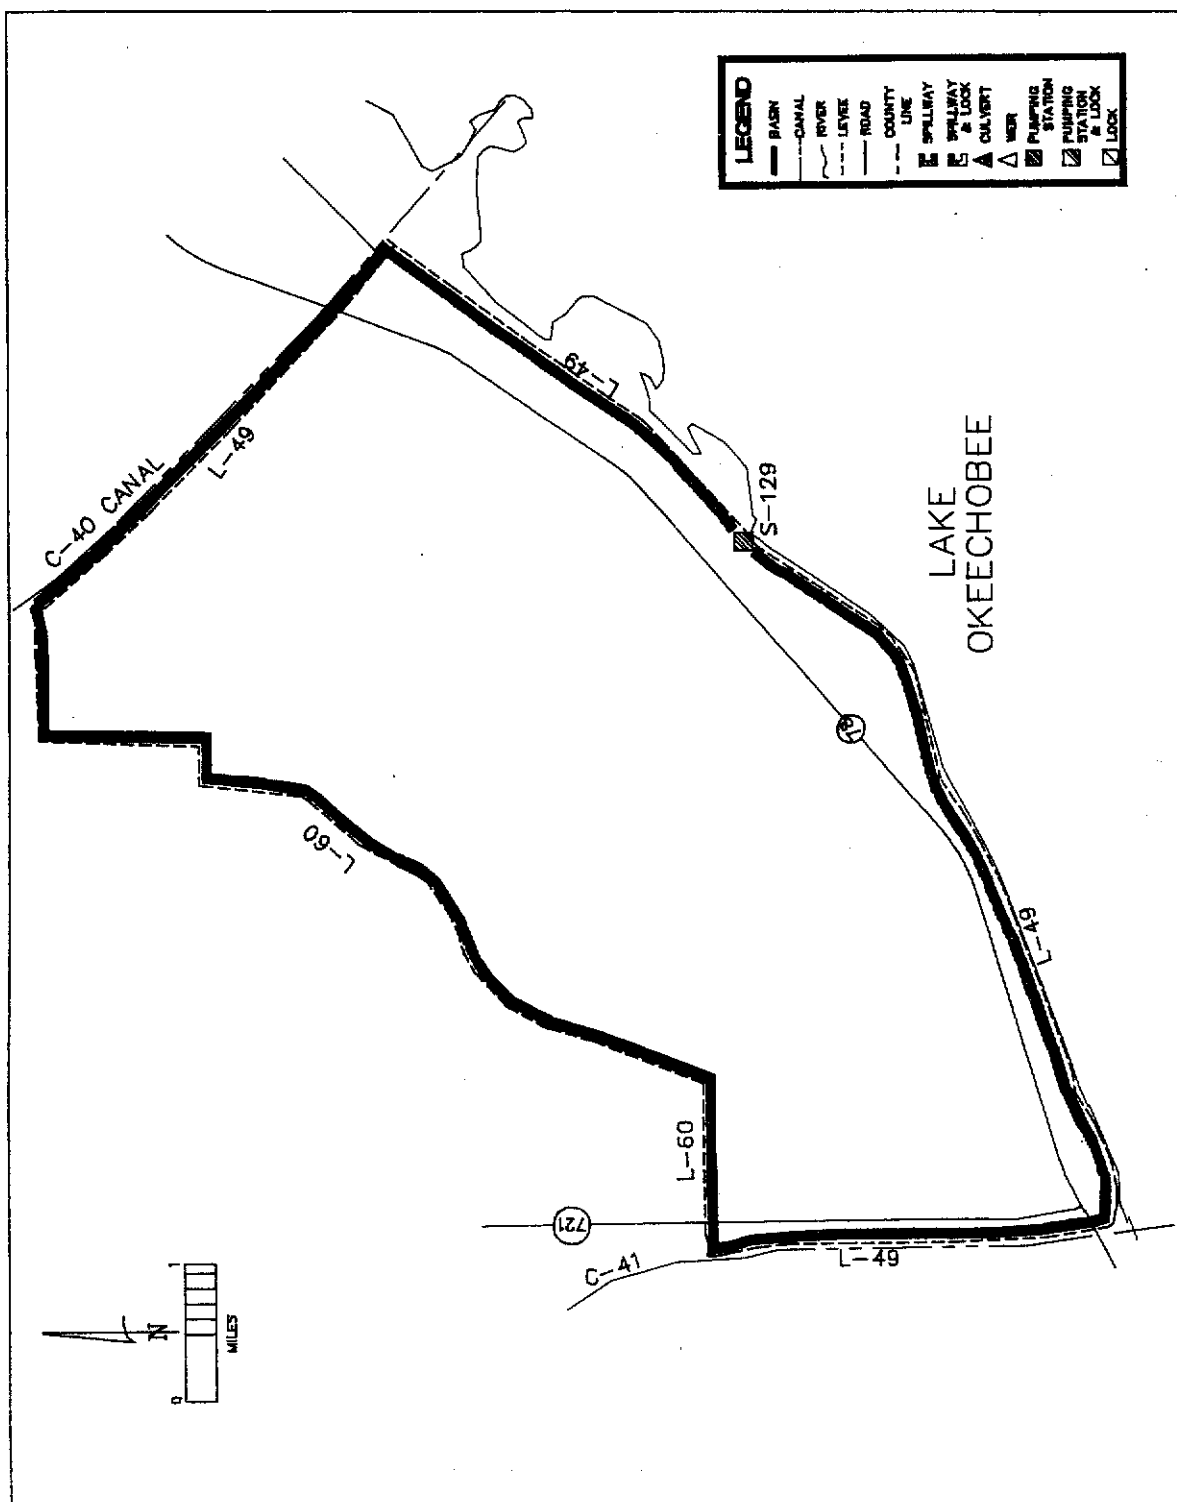 LEGEND
BASIN
CANAL
RIVER
LEVEE
ROAD
COUNTY
LINE
SPILLWAY
SPILLWAY
& LOCK
CULVERT
WEIR
PUMPING
STATION
PUMPING
STATION
& LOCK
LOCK
C-40 CANAL
L-49
L-49
S-129
LAKE
OKEECHOBEE
78
L-60
L-49
L-60
721
C-41
L-49
N
0
1
MILES